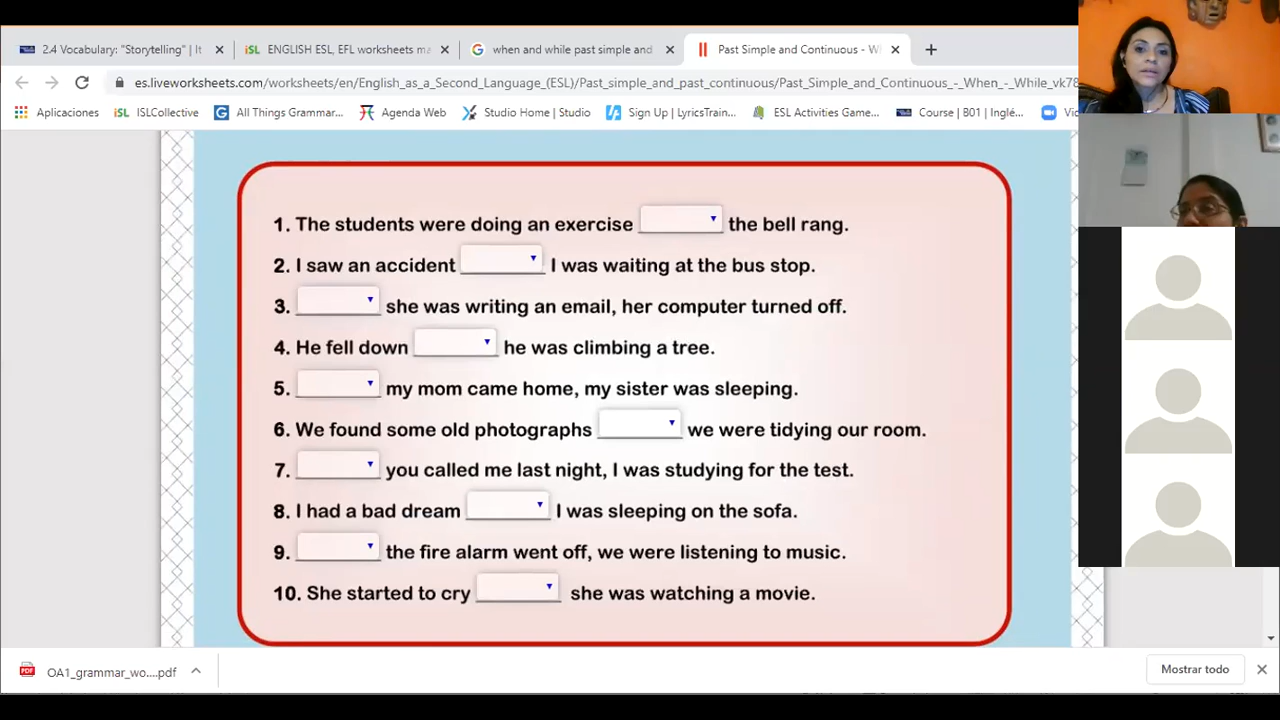 2.4 Vocabulary: "Storytelling" | It
iSL ENGLISH ESL, EFL worksheets ma
when and while past simple and
Past Simple and Continuous - W
es.liveworksheets.com/worksheets/en/English_as_a_Second_Language_(ESL)/Past_simple_and_past_continuous/Past_Simple_and_Continuous_-_When_-_While_vk78
Aplicaciones iSL ISLCollective All Things Grammar... Agenda Web Studio Home | Studio Sign Up | LyricsTrain... ESL Activities Game... Course | B01 | Inglé...
1. The students were doing an exercise the bell rang.
2. I saw an accident I was waiting at the bus stop.
3. she was writing an email, her computer turned off.
4. He fell down he was climbing a tree.
5. my mom came home, my sister was sleeping.
6. We found some old photographs we were tidying our room.
7. you called me last night, I was studying for the test.
8. I had a bad dream I was sleeping on the sofa.
9. the fire alarm went off, we were listening to music.
10. She started to cry she was watching a movie.
PDF OA1_grammar_wo....pdf
Mostrar todo